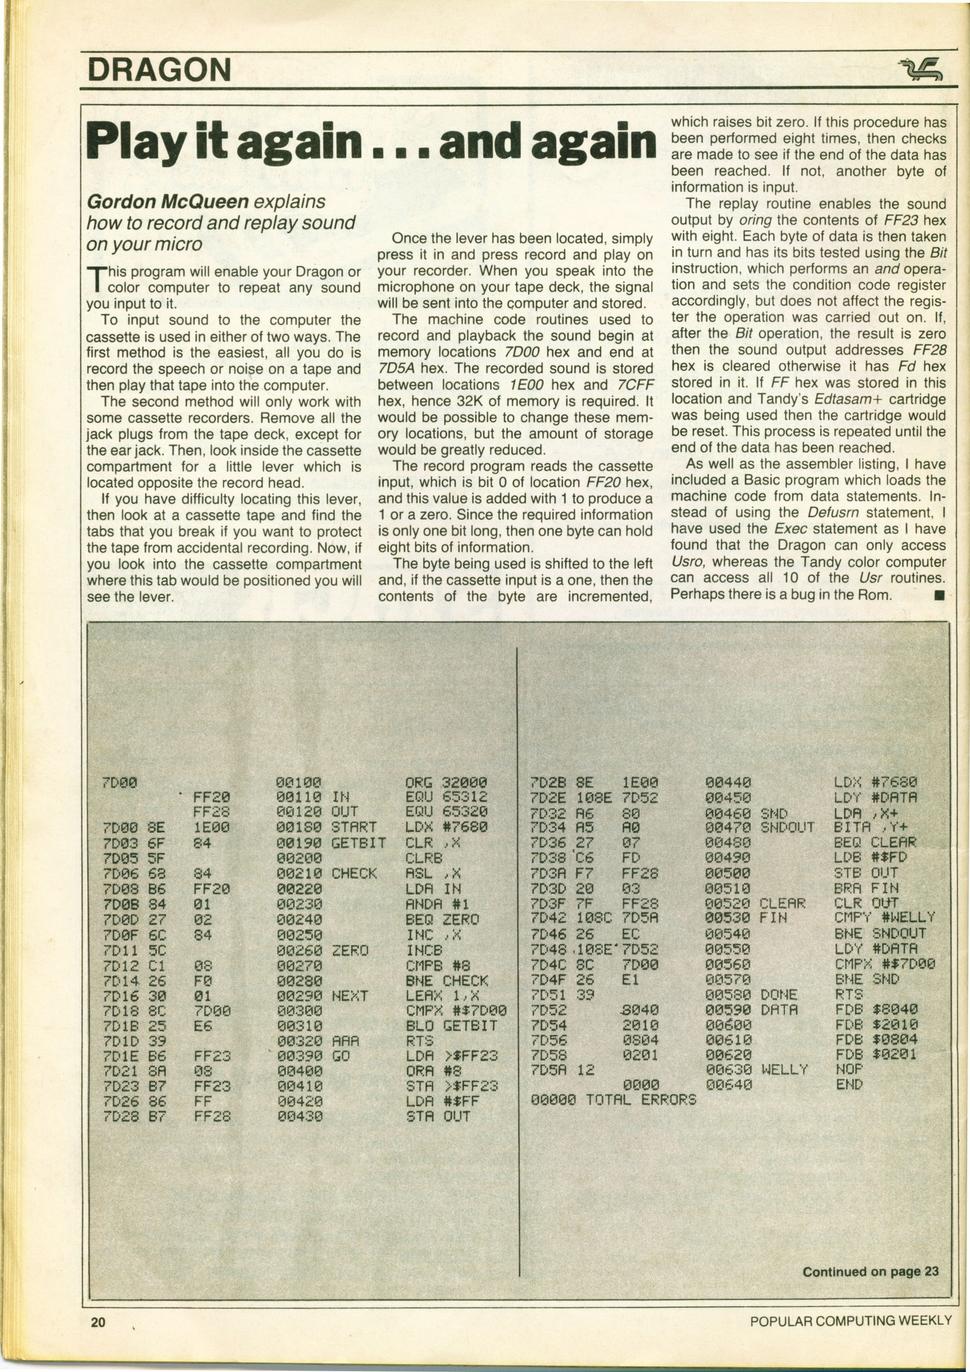 DRAGON
Play it again . . . and again
Gordon McQueen explains
how to record and replay sound
on your micro
This program will enable your Dragon or
color computer to repeat any sound
you input to it.
To input sound to the computer the
cassette is used in either of two ways. The
first method is the easiest, all you do is
record the speech or noise on a tape and
then play that tape into the computer.
The second method will only work with
some cassette recorders. Remove all the
jack plugs from the tape deck, except for
the ear jack. Then, look inside the cassette
compartment for a little lever which is
located opposite the record head.
If you have difficulty locating this lever,
then look at a cassette tape and find the
tabs that you break if you want to protect
the tape from accidental recording. Now, if
you look into the cassette compartment
where this tab would be positioned you will
see the lever.
Once the lever has been located, simply
press it in and press record and play on
your recorder. When you speak into the
microphone on your tape deck, the signal
will be sent into the computer and stored.
The machine code routines used to
record and playback the sound begin at
memory locations 7D00 hex and end at
7D5A hex. The recorded sound is stored
between locations 1E00 hex and 7CFF
hex, hence 32K of memory is required. It
would be possible to change these mem-
ory locations, but the amount of storage
would be greatly reduced.
The record program reads the cassette
input, which is bit 0 of location FF20 hex,
and this value is added with 1 to produce a
1 or a zero. Since the required information
is only one bit long, then one byte can hold
eight bits of information.
The byte being used is shifted to the left
and, if the cassette input is a one, then the
contents of the byte are incremented,
which raises bit zero. If this procedure has
been performed eight times, then checks
are made to see if the end of the data has
been reached. If not, another byte of
information is input.
The replay routine enables the sound
output by oring the contents of FF23 hex
with eight. Each byte of data is then taken
in turn and has its bits tested using the Bit
instruction, which performs an and opera-
tion and sets the condition code register
accordingly, but does not affect the regis-
ter the operation was carried out on. If,
after the Bit operation, the result is zero
then the sound output addresses FF28
hex is cleared otherwise it has Fd hex
stored in it. If FF hex was stored in this
location and Tandy's Edtasam+ cartridge
was being used then the cartridge would
be reset. This process is repeated until the
end of the data has been reached.
As well as the assembler listing, I have
included a Basic program which loads the
machine code from data statements. In-
stead of using the Defusrn statement, I
have used the Exec statement as I have
found that the Dragon can only access
Usro, whereas the Tandy color computer
can access all 10 of the Usr routines.
Perhaps there is a bug in the Rom. ■
7D00 00100 ORG 32000
FF20 00110 IN EQU 65312
FF28 00120 OUT EQU 65320
7D00 8E 1E00 00180 START LDX #7680
7D03 6F 84 00190 GETBIT CLR ,X
7D05 5F 00200 CLRB
7D06 68 84 00210 CHECK ASL ,X
7D08 B6 FF20 00220 LDA IN
7D0B 84 01 00230 ANDA #1
7D0D 27 02 00240 BEQ ZERO
7D0F 6C 84 00250 INC ,X
7D11 5C 00260 ZERO INCB
7D12 C1 08 00270 CMPB #8
7D14 26 F0 00280 BNE CHECK
7D16 30 01 00290 NEXT LEAX 1,X
7D18 8C 7D00 00300 CMPX #$7D00
7D1B 25 E6 00310 BLO GETBIT
7D1D 39 00320 AAA RTS
7D1E B6 FF23 00390 GO LDA >$FF23
7D21 8A 08 00400 ORA #8
7D23 B7 FF23 00410 STA >$FF23
7D26 86 FF 00420 LDA #$FF
7D28 B7 FF28 00430 STA OUT
7D2B 8E 1E00 00440 LDX #7680
7D2E 108E 7D52 00450 LDY #DATA
7D32 A6 80 00460 SND LDA ,X+
7D34 A5 A0 00470 SNDOUT BITA ,Y+
7D36 27 07 00480 BEQ CLEAR
7D38 C6 FD 00490 LDB #$FD
7D3A F7 FF28 00500 STB OUT
7D3D 20 03 00510 BRA FIN
7D3F 7F FF28 00520 CLEAR CLR OUT
7D42 108C 7D5A 00530 FIN CMPY #WELLY
7D46 26 EC 00540 BNE SNDOUT
7D48 108E 7D52 00550 LDY #DATA
7D4C 8C 7D00 00560 CMPX #$7D00
7D4F 26 E1 00570 BNE SND
7D51 39 00580 DONE RTS
7D52 8040 00590 DATA FDB $8040
7D54 2010 00600 FDB $2010
7D56 0804 00610 FDB $0804
7D58 0201 00620 FDB $0201
7D5A 12 00630 WELLY NOP
0000 00640 END
00000 TOTAL ERRORS
Continued on page 23
20
POPULAR COMPUTING WEEKLY